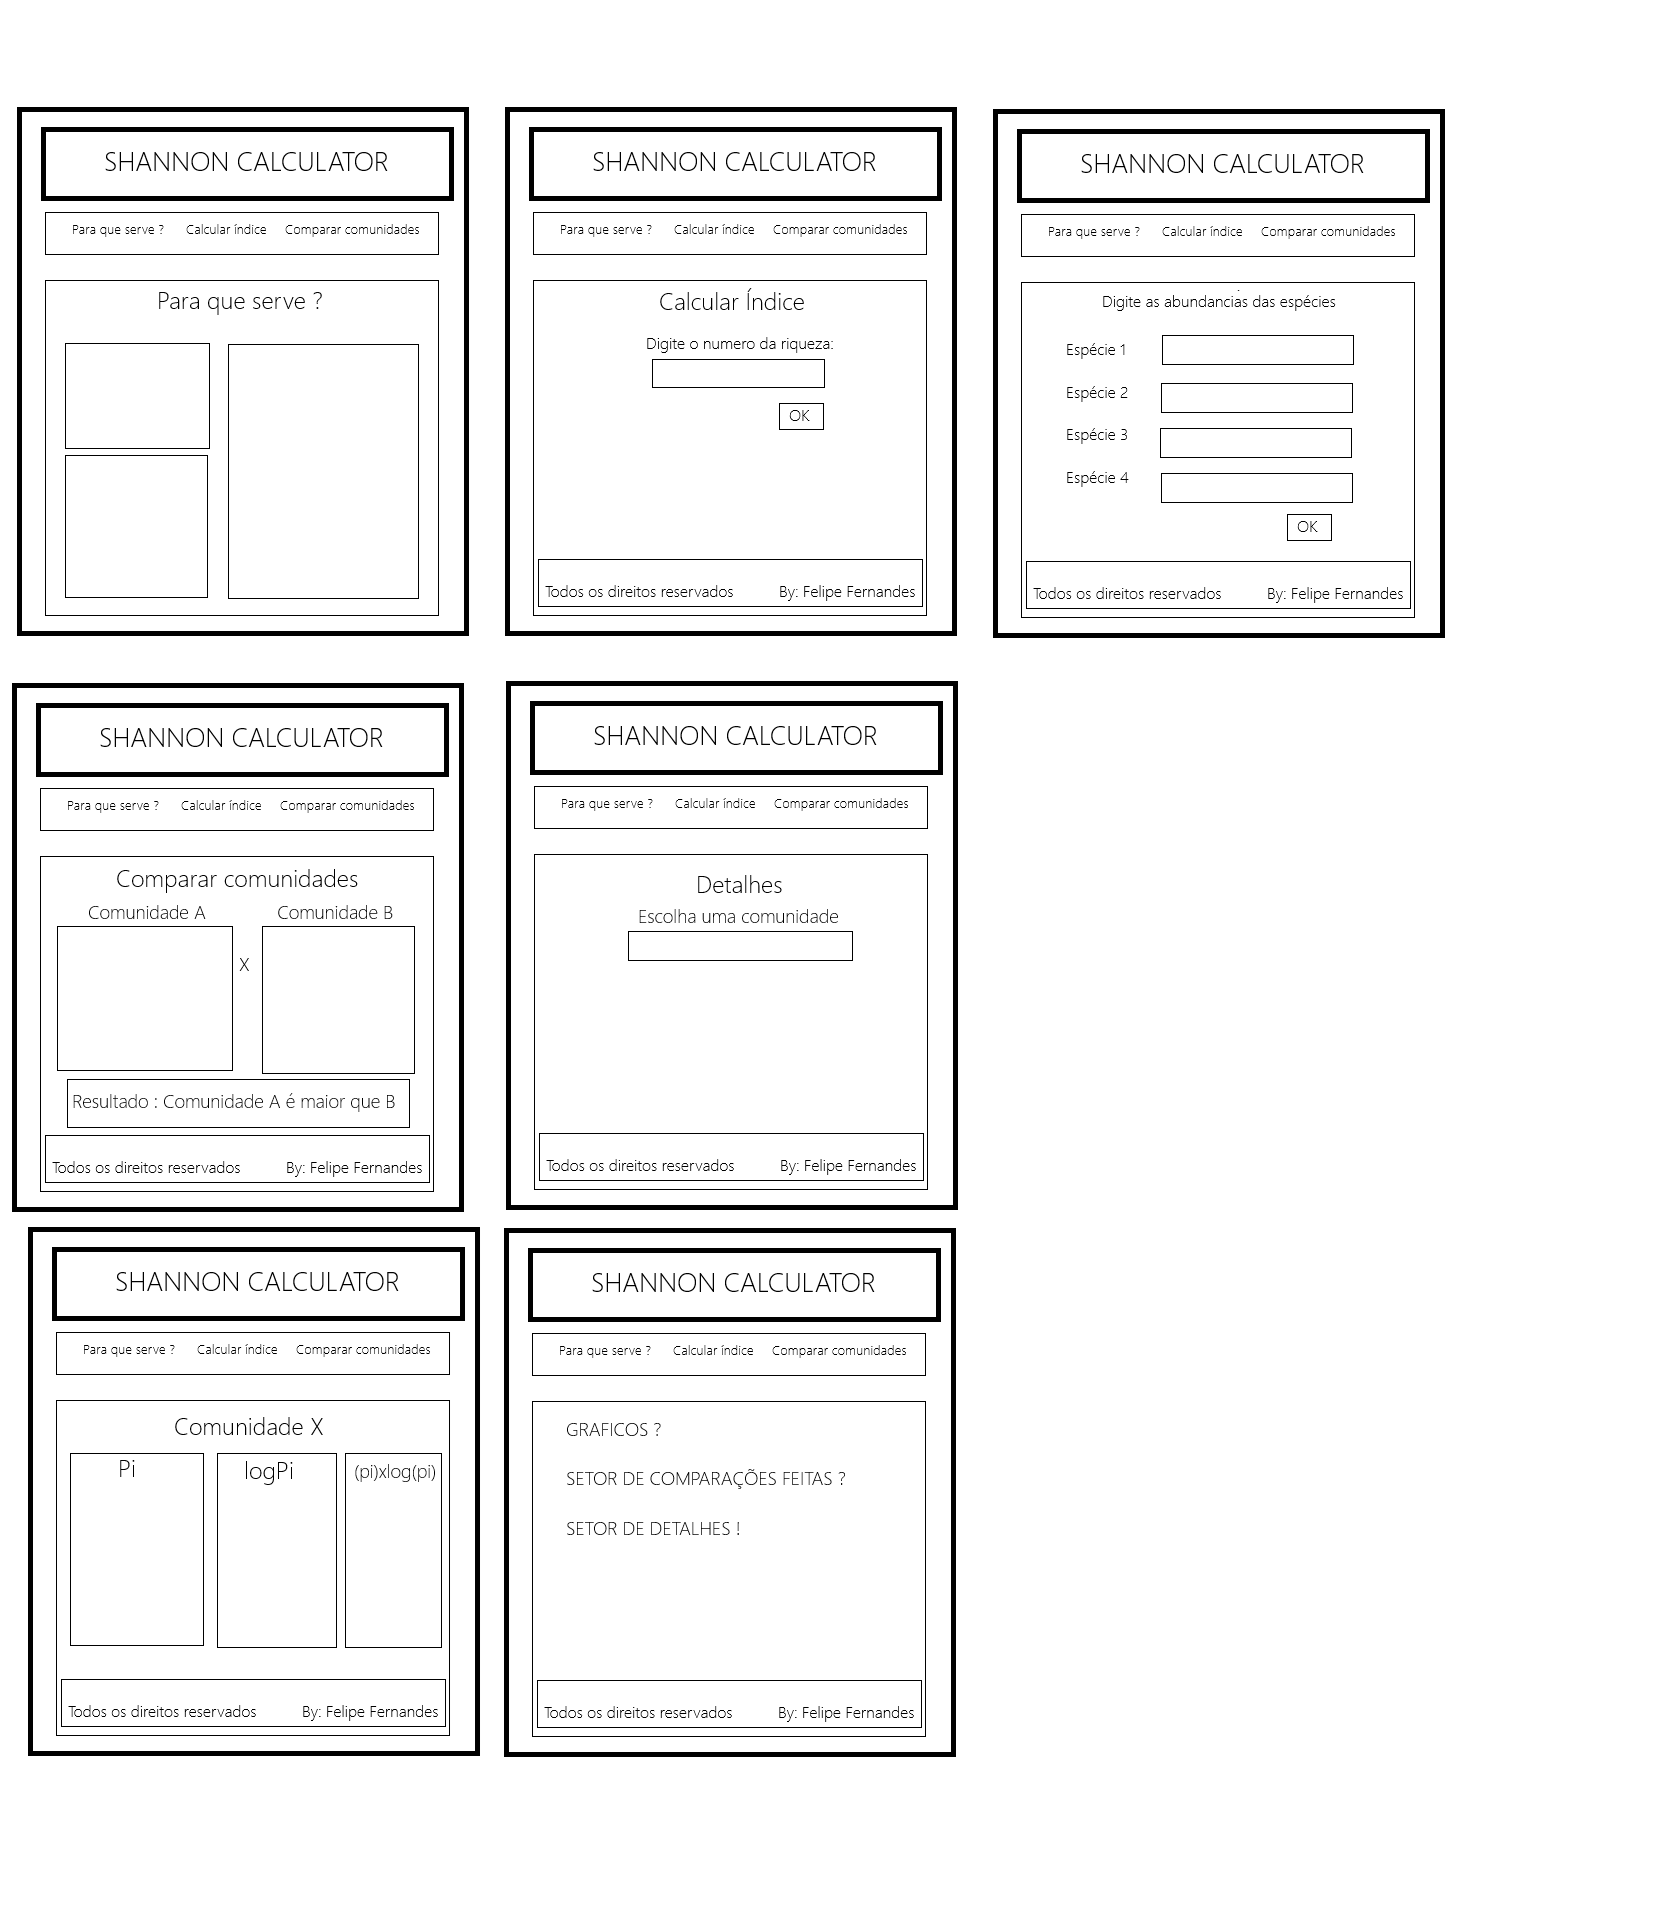 SHANNON CALCULATOR
Para que serve ? Calcular índice Comparar comunidades
Para que serve ?
SHANNON CALCULATOR
Para que serve ? Calcular índice Comparar comunidades
Calcular Índice
Digite o numero da riqueza:
OK
Todos os direitos reservados By: Felipe Fernandes
SHANNON CALCULATOR
Para que serve ? Calcular índice Comparar comunidades
Digite as abundancias das espécies
Espécie 1
Espécie 2
Espécie 3
Espécie 4
OK
Todos os direitos reservados By: Felipe Fernandes
SHANNON CALCULATOR
Para que serve ? Calcular índice Comparar comunidades
Comparar comunidades
Comunidade A Comunidade B
X
Resultado : Comunidade A é maior que B
Todos os direitos reservados By: Felipe Fernandes
SHANNON CALCULATOR
Para que serve ? Calcular índice Comparar comunidades
Detalhes
Escolha uma comunidade
Todos os direitos reservados By: Felipe Fernandes
SHANNON CALCULATOR
Para que serve ? Calcular índice Comparar comunidades
Comunidade X
Pi logPi (pi)xlog(pi)
Todos os direitos reservados By: Felipe Fernandes
SHANNON CALCULATOR
Para que serve ? Calcular índice Comparar comunidades
GRAFICOS ?
SETOR DE COMPARAÇÕES FEITAS ?
SETOR DE DETALHES !
Todos os direitos reservados By: Felipe Fernandes